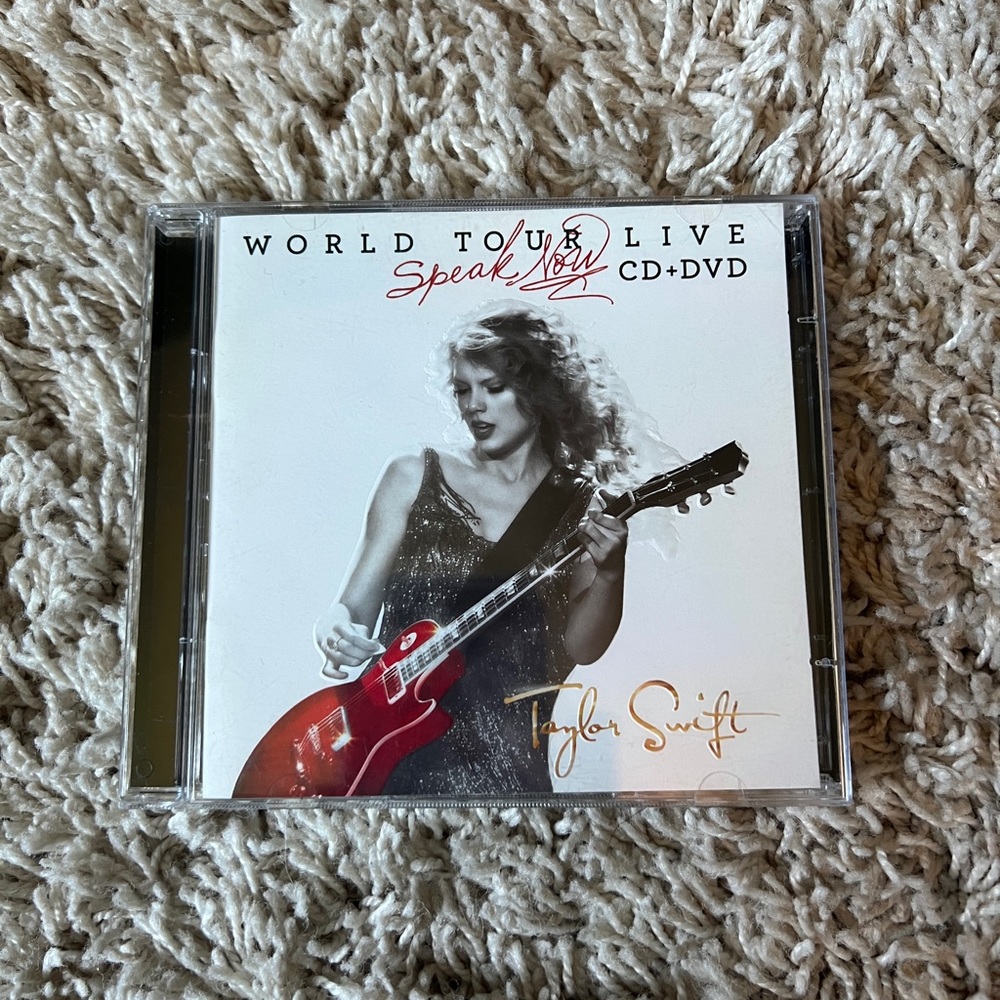 WORLD TOUR LIVE
Speak Now CD+DVD
Taylor Swift